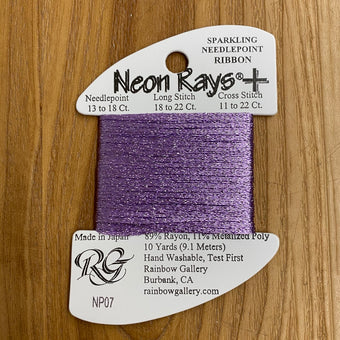 SPARKLING
NEEDLEPOINT
RIBBON
Neon Rays®+
Needlepoint
13 to 18 Ct.
Long Stitch
18 to 22 Ct.
Cross Stitch
11 to 22 Ct.
Made in Japan
89% Rayon, 11% Metalized Poly
10 Yards (9.1 Meters)
Hand Washable, Test First
Rainbow Gallery
Burbank, CA
rainbowgallery.com
RG
NP07